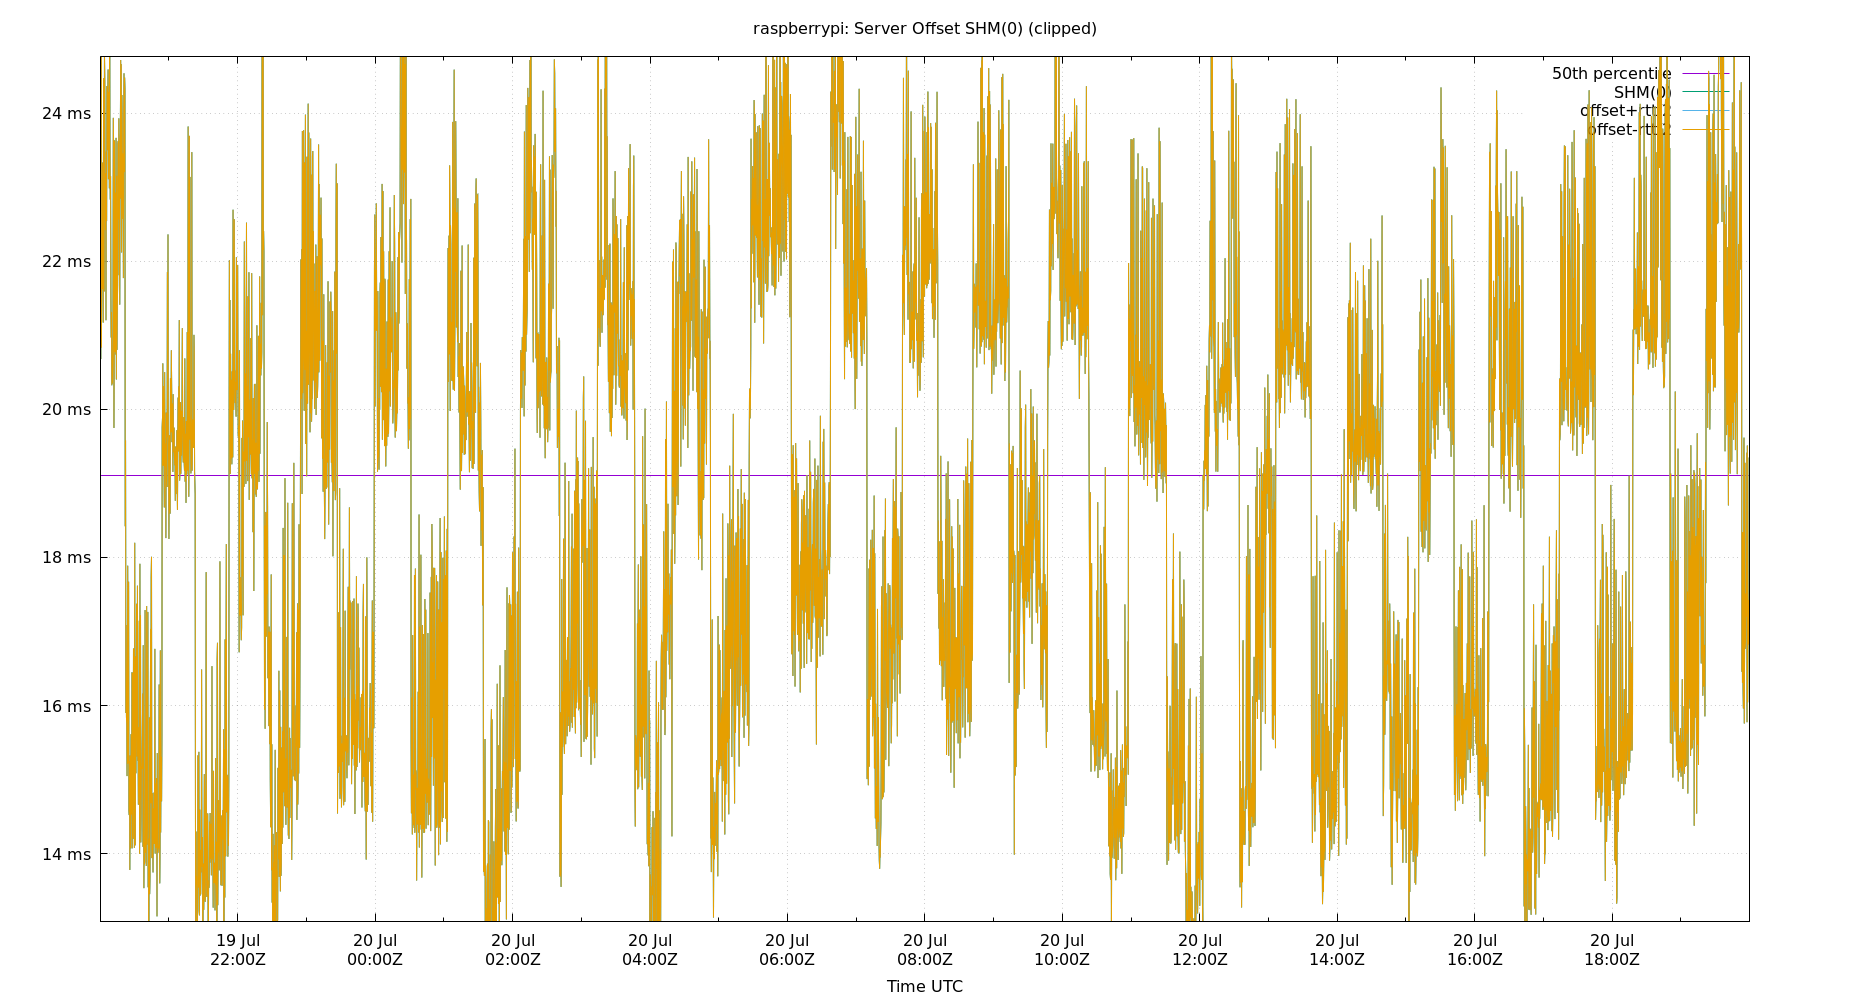 raspberrypi: Server Offset SHM(0) (clipped)
50th percentile
SHM(0)
offset+rtt/2
offset-rtt/2
24 ms
22 ms
20 ms
18 ms
16 ms
14 ms
19 Jul 20 Jul 20 Jul 20 Jul 20 Jul 20 Jul 20 Jul 20 Jul 20 Jul 20 Jul 20 Jul
22:00Z 00:00Z 02:00Z 04:00Z 06:00Z 08:00Z 10:00Z 12:00Z 14:00Z 16:00Z 18:00Z
Time UTC